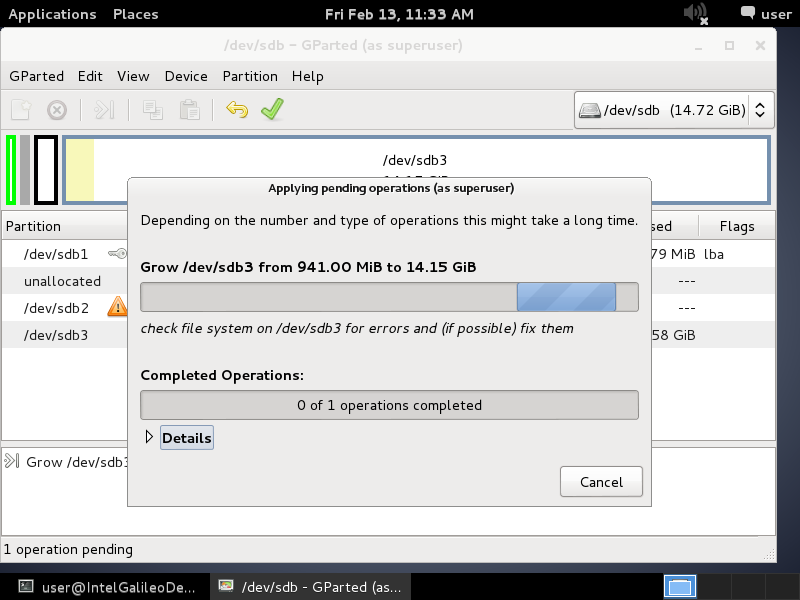 Applications Places Fri Feb 13, 11:33 AM user
/dev/sdb - GParted (as superuser)
GParted Edit View Device Partition Help
/dev/sdb (14.72 GiB)
/dev/sdb3
Applying pending operations (as superuser)
Depending on the number and type of operations this might take a long time.
Grow /dev/sdb3 from 941.00 MiB to 14.15 GiB
check file system on /dev/sdb3 for errors and (if possible) fix them
Completed Operations:
0 of 1 operations completed
Details
Cancel
Partition sed Flags
/dev/sdb1 79 MiB lba
unallocated ---
/dev/sdb2 ---
/dev/sdb3 58 GiB
Grow /dev/sdb3
1 operation pending
user@IntelGalileoDe... /dev/sdb - GParted (as...